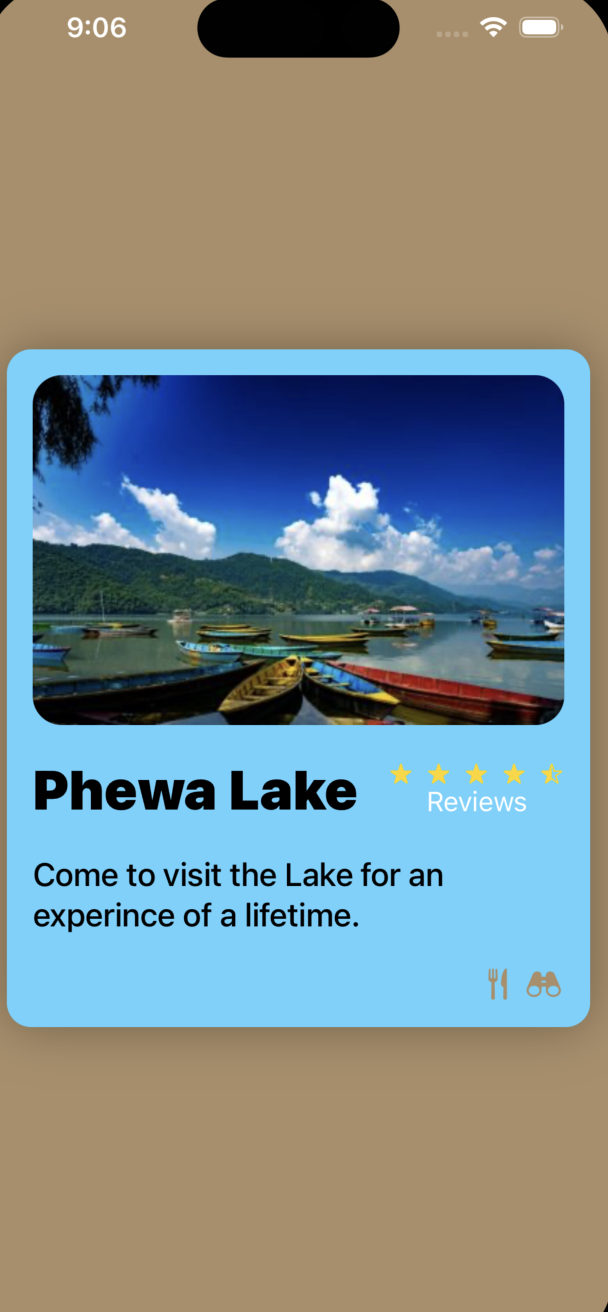 9:06
Phewa Lake
Reviews
Come to visit the Lake for an
experince of a lifetime.